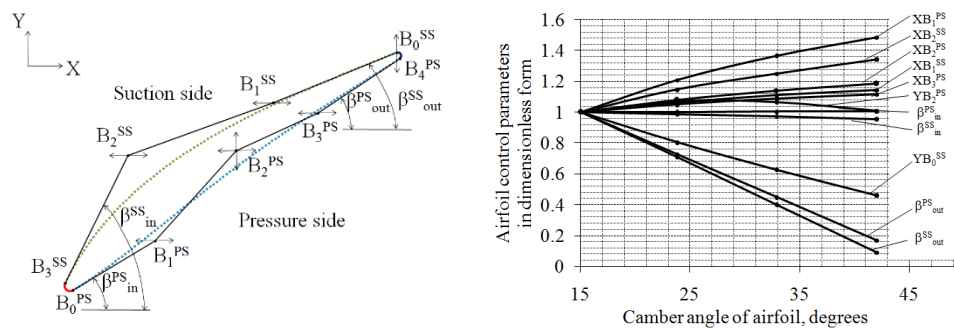 Y
X
Suction side
Pressure side
B₀ˢˢ
B₄ᴾˢ
B₁ˢˢ
βᴾˢout
βˢˢout
B₃ᴾˢ
B₂ˢˢ
B₂ᴾˢ
βˢˢin
B₁ᴾˢ
B₃ˢˢ
B₀ᴾˢ
βᴾˢin
Airfoil control parameters
in dimensionless form
1.6
1.4
1.2
1
0.8
0.6
0.4
0.2
0
15
25
35
45
Camber angle of airfoil, degrees
XB₁ᴾˢ
XB₂ˢˢ
XB₂ᴾˢ
XB₁ˢˢ
XB₃ᴾˢ
YB₂ᴾˢ
βᴾˢin
βˢˢin
YB₀ˢˢ
βᴾˢout
βˢˢout